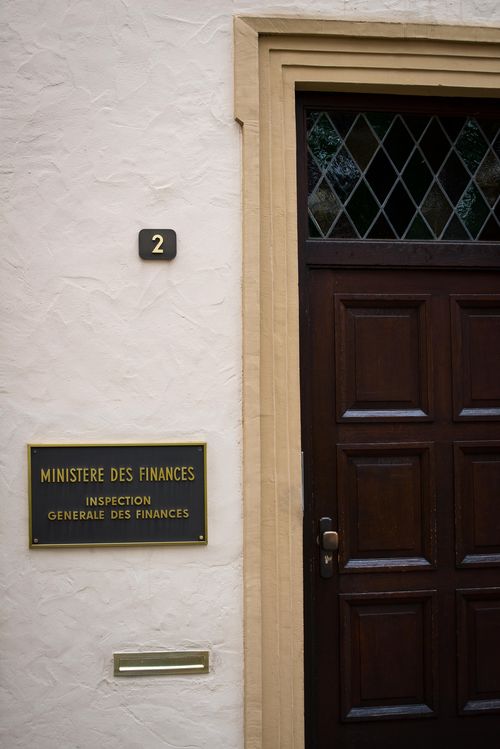 2
MINISTERE DES FINANCES
INSPECTION
GENERALE DES FINANCES